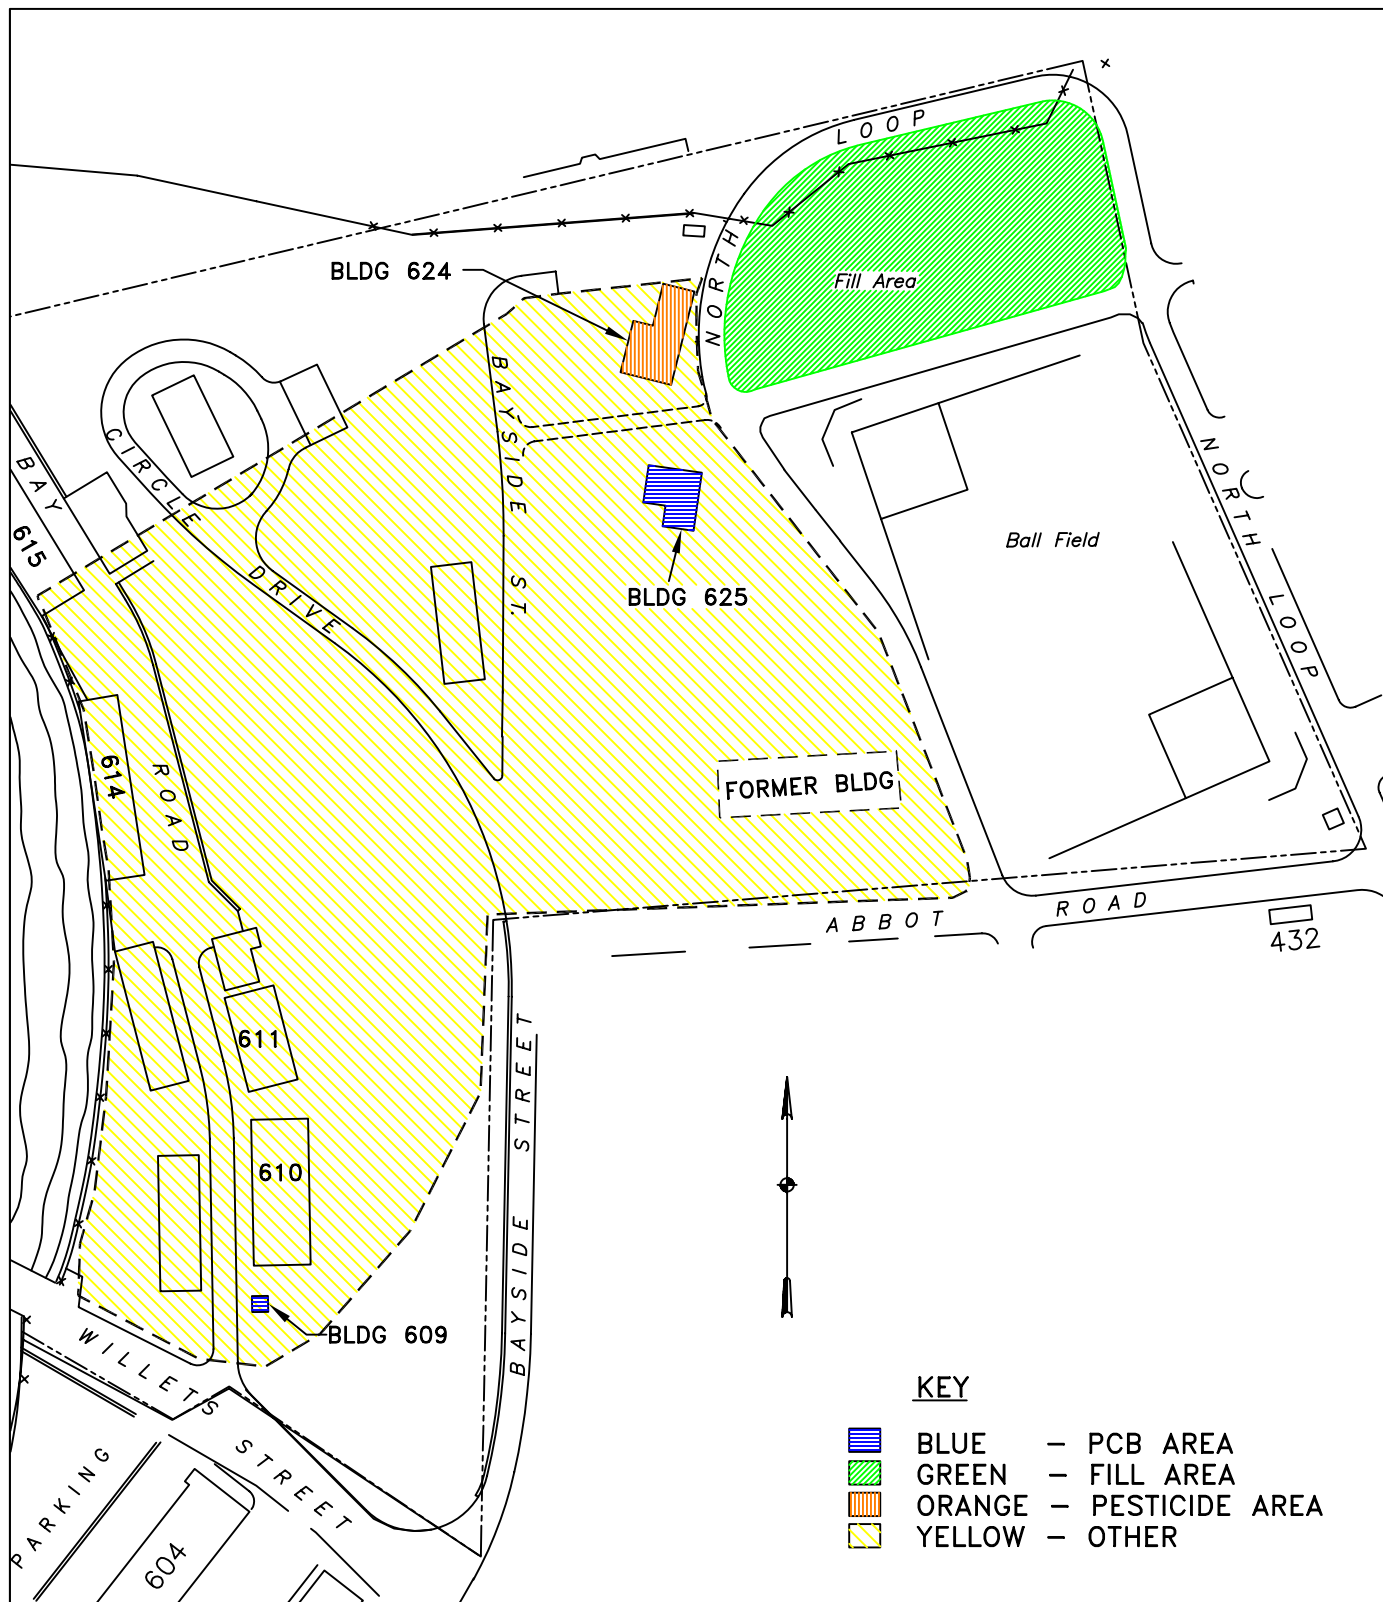 LOOP
NORTH
BLDG 624
Fill Area
BAYSIDE ST.
CIRCLE DRIVE
BAY ROAD
615
NORTH LOOP
Ball Field
BLDG 625
614
FORMER BLDG
ABBOT ROAD
432
611
610
BAYSIDE STREET
BLDG 609
WILLETS STREET
PARKING
604
KEY
BLUE – PCB AREA
GREEN – FILL AREA
ORANGE – PESTICIDE AREA
YELLOW – OTHER